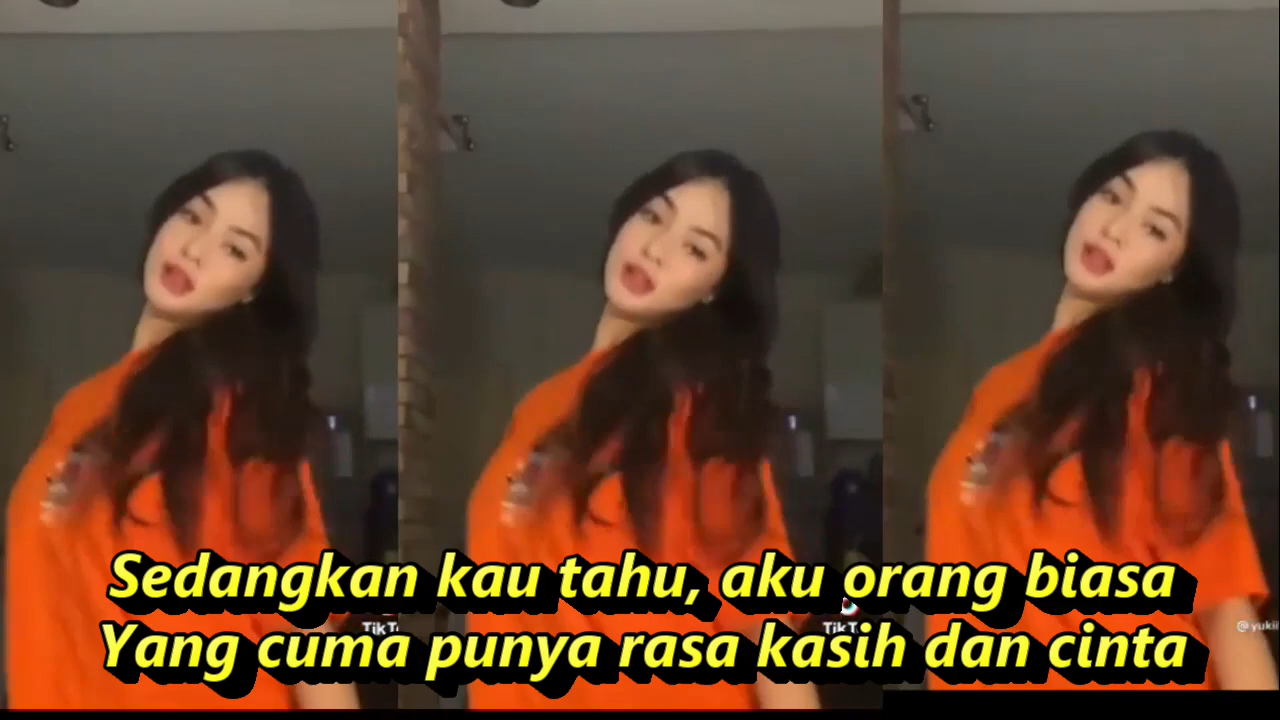 Sedangkan kau tahu, aku orang biasa
Yang cuma punya rasa kasih dan cinta